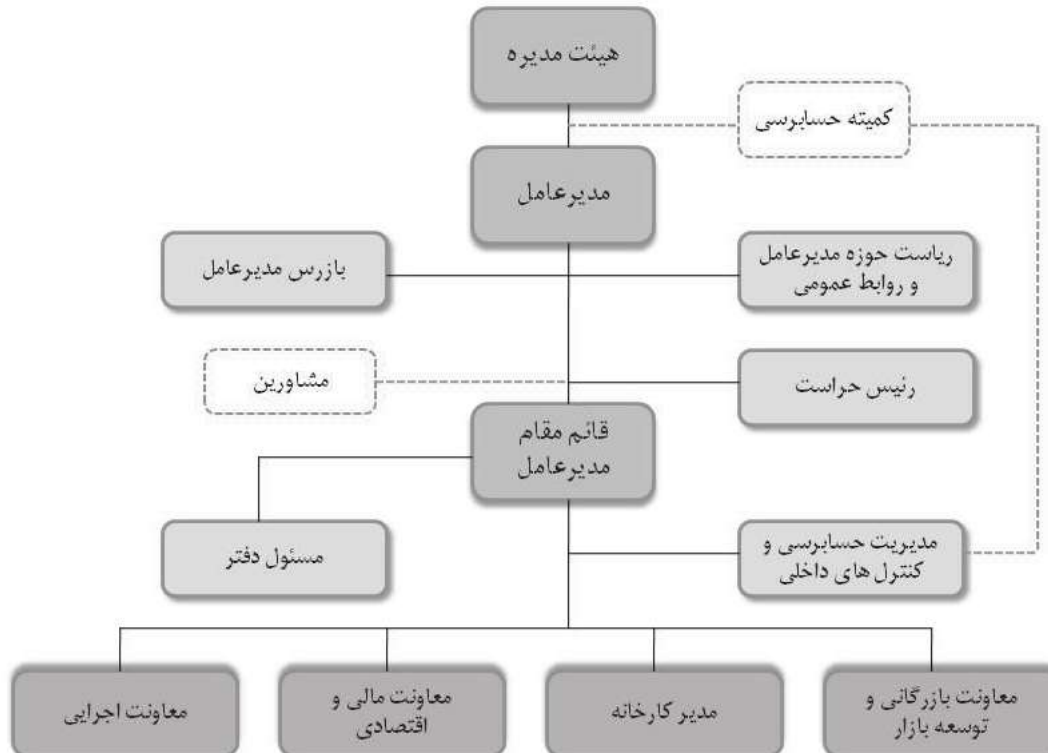 هیئت مدیره
کمیته حسابرسی
مدیرعامل
ریاست حوزه مدیرعامل
و روابط عمومی
بازرس مدیرعامل
رئیس حراست
مشاورین
قائم مقام
مدیرعامل
مدیریت حسابرسی و
کنترل های داخلی
مسئول دفتر
معاونت بازرگانی و
توسعه بازار
مدیر کارخانه
معاونت مالی و
اقتصادی
معاونت اجرایی